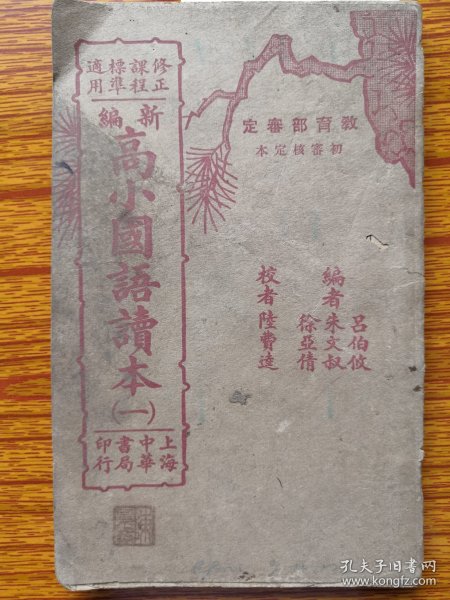 教育部審定
初審核定本
編者
呂伯攸
朱文叔
徐亞倩
校者 陸費逵
修正課程標準適用
新編
高小國語讀本(一)
上海中華書局印行
孔夫子旧书网
www.kongfz.com